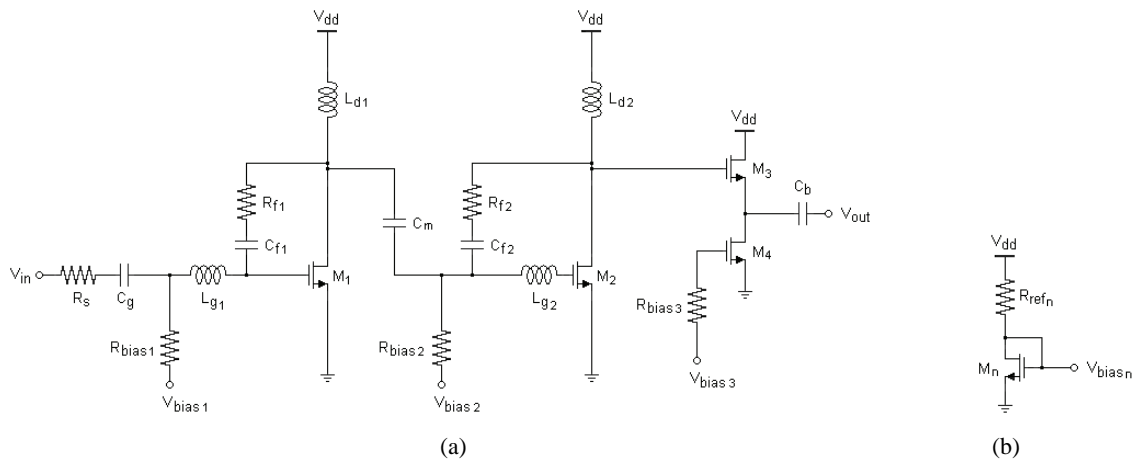 Vdd
Vdd
Ld1
Ld2
Vdd
Rf1
Cf1
Cm
Rf2
Cf2
M3
Cb
Vout
M4
Vin
Rs
Cg
Lg1
M1
Lg2
M2
Rbias1
Rbias2
Rbias3
Vbias1
Vbias2
Vbias3
Vdd
Rrefn
Mn
Vbiasn
(a)
(b)